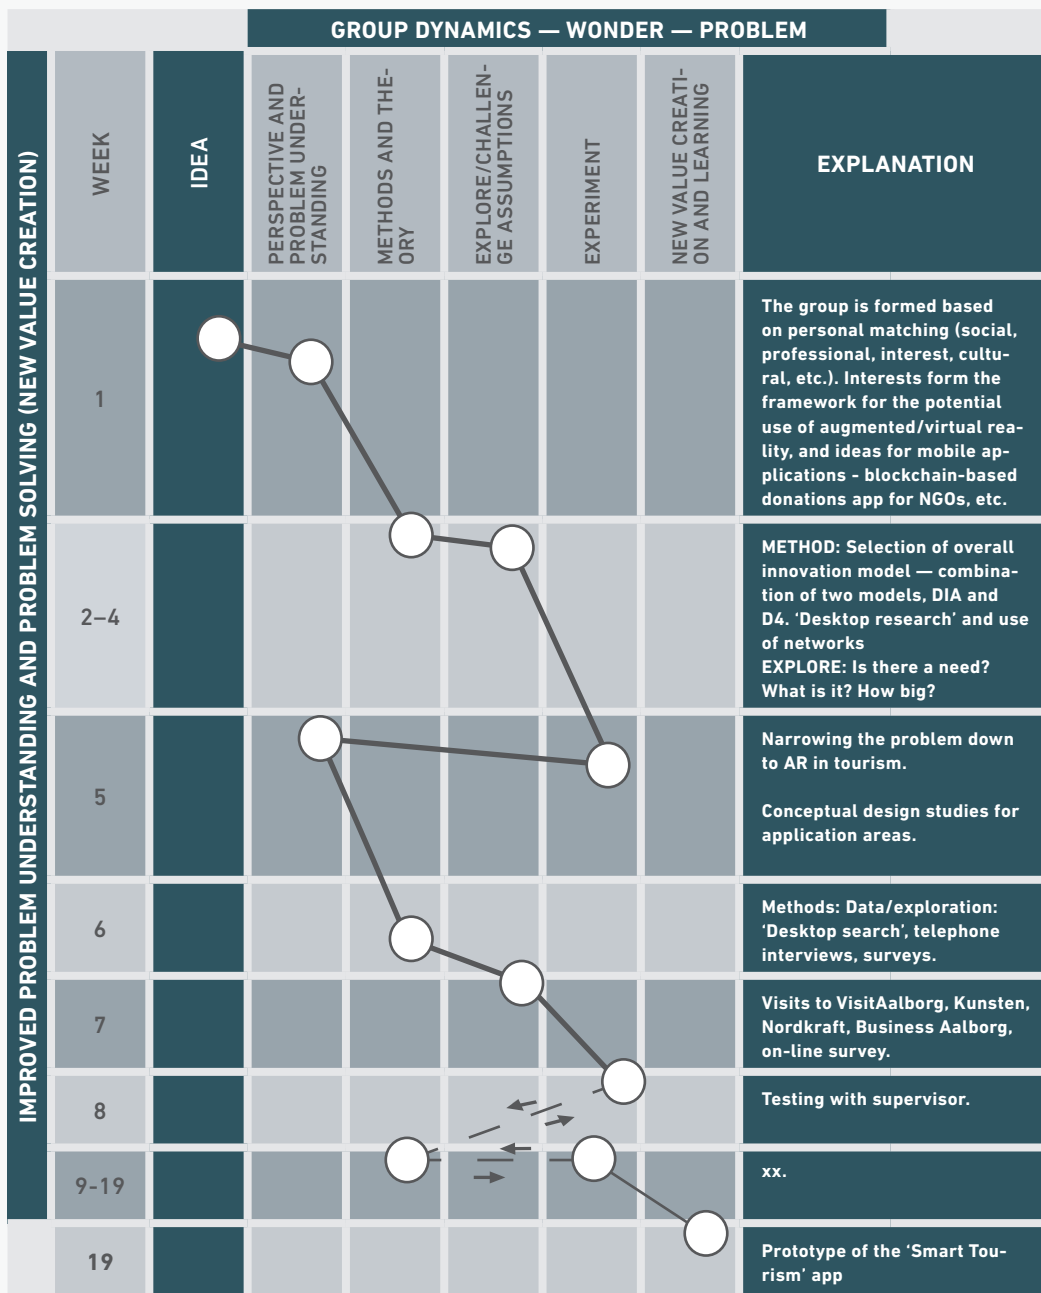 GROUP DYNAMICS — WONDER — PROBLEM
IMPROVED PROBLEM UNDERSTANDING AND PROBLEM SOLVING (NEW VALUE CREATION)
WEEK
IDEA
PERSPECTIVE AND
PROBLEM UNDER-
STANDING
METHODS AND THE-
ORY
EXPLORE/CHALLEN-
GE ASSUMPTIONS
EXPERIMENT
NEW VALUE CREATI-
ON AND LEARNING
EXPLANATION
1
The group is formed based
on personal matching (social,
professional, interest, cultu-
ral, etc.). Interests form the
framework for the potential
use of augmented/virtual rea-
lity, and ideas for mobile ap-
plications - blockchain-based
donations app for NGOs, etc.
2–4
METHOD: Selection of overall
innovation model — combina-
tion of two models, DIA and
D4. ‘Desktop research’ and use
of networks
EXPLORE: Is there a need?
What is it? How big?
5
Narrowing the problem down
to AR in tourism.
Conceptual design studies for
application areas.
6
Methods: Data/exploration:
‘Desktop search’, telephone
interviews, surveys.
7
Visits to VisitAalborg, Kunsten,
Nordkraft, Business Aalborg,
on-line survey.
8
Testing with supervisor.
9-19
xx.
19
Prototype of the ‘Smart Tou-
rism’ app